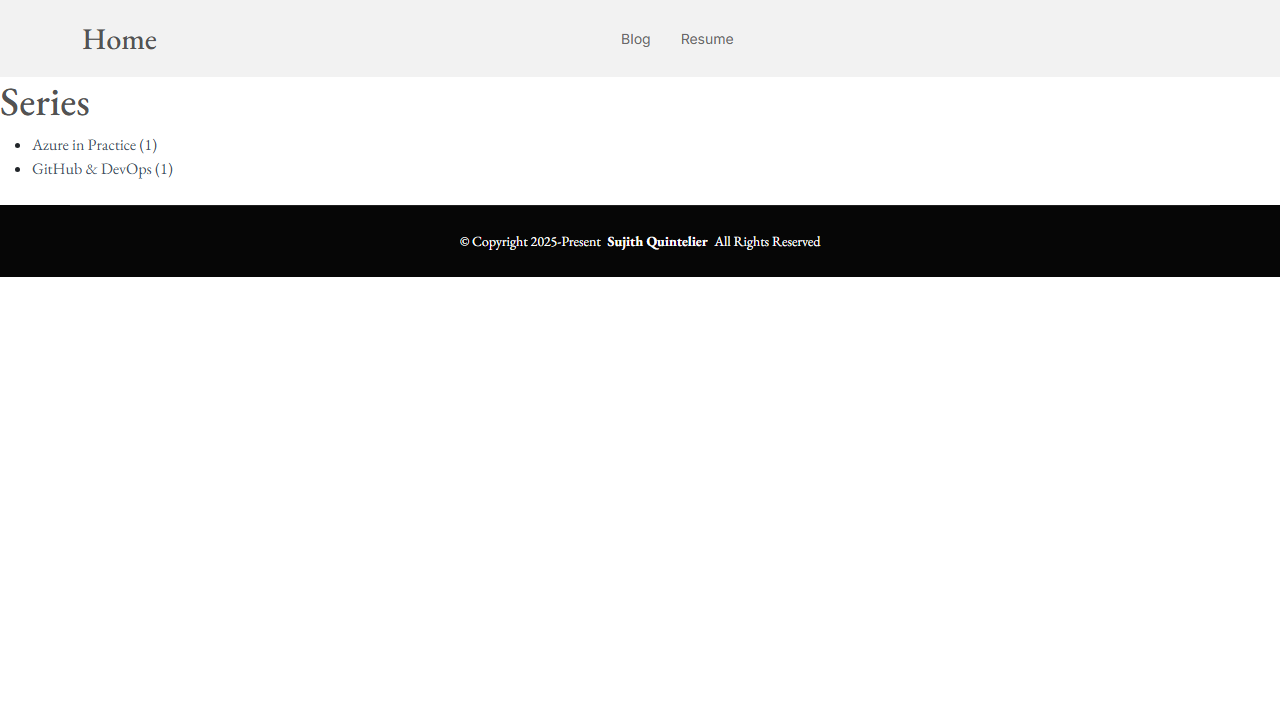 Home
Blog
Resume
Series
Azure in Practice (1)
GitHub & DevOps (1)
© Copyright 2025-Present Sujith Quintelier All Rights Reserved